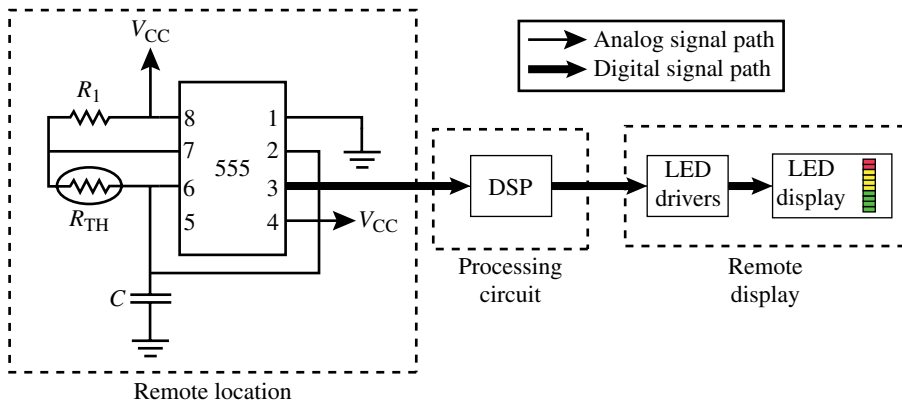 V_CC
Analog signal path
Digital signal path
R_1
8
1
7
2
555
6
3
R_TH
5
4
V_CC
C
DSP
LED
drivers
LED
display
Processing
circuit
Remote
display
Remote location